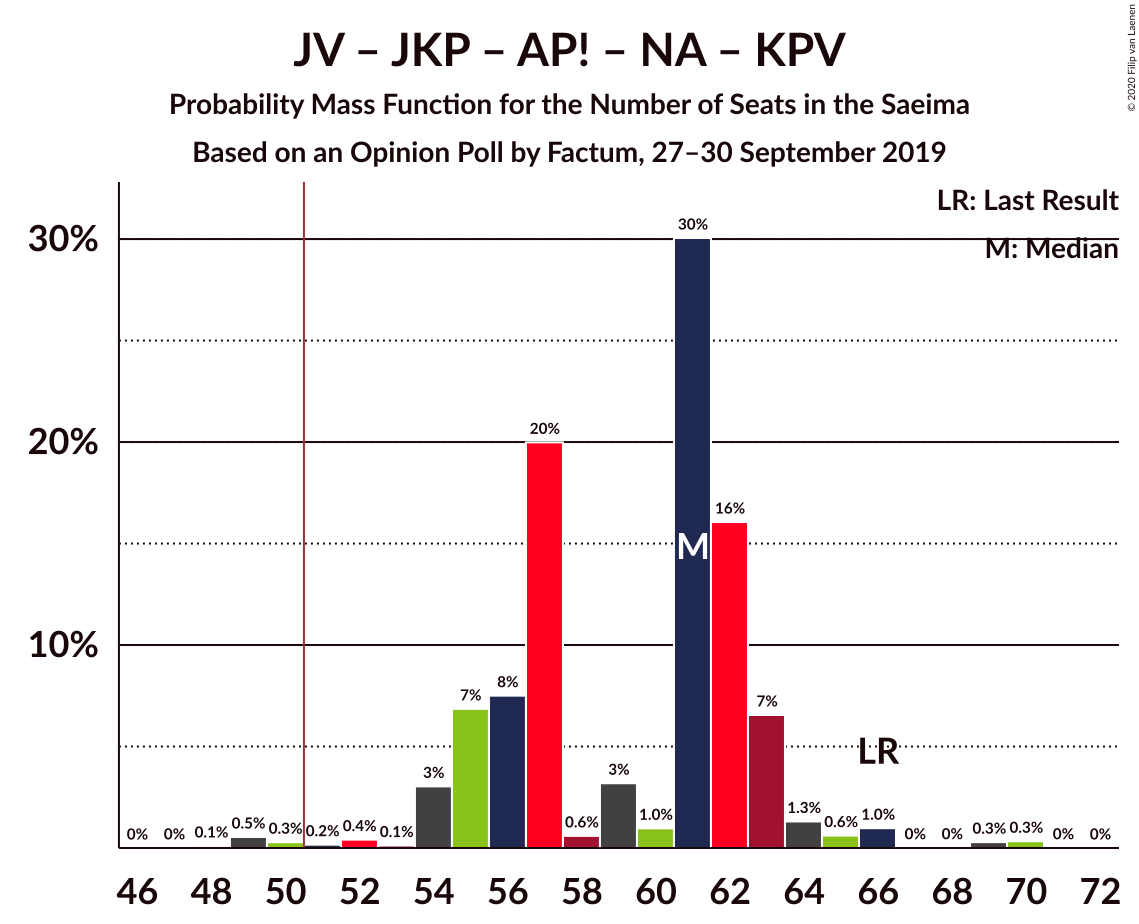 JV – JKP – AP! – NA – KPV
Probability Mass Function for the Number of Seats in the Saeima
Based on an Opinion Poll by Factum, 27–30 September 2019
© 2020 Filip van Laenen
LR: Last Result
M: Median
30%
20%
10%
0% 0% 0.1% 0.5% 0.3% 0.2% 0.4% 0.1% 3% 7% 8% 20% 0.6% 3% 1.0% 30% 16% 7% 1.3% 0.6% 1.0% 0% 0% 0.3% 0.3% 0% 0%
M
LR
46 48 50 52 54 56 58 60 62 64 66 68 70 72